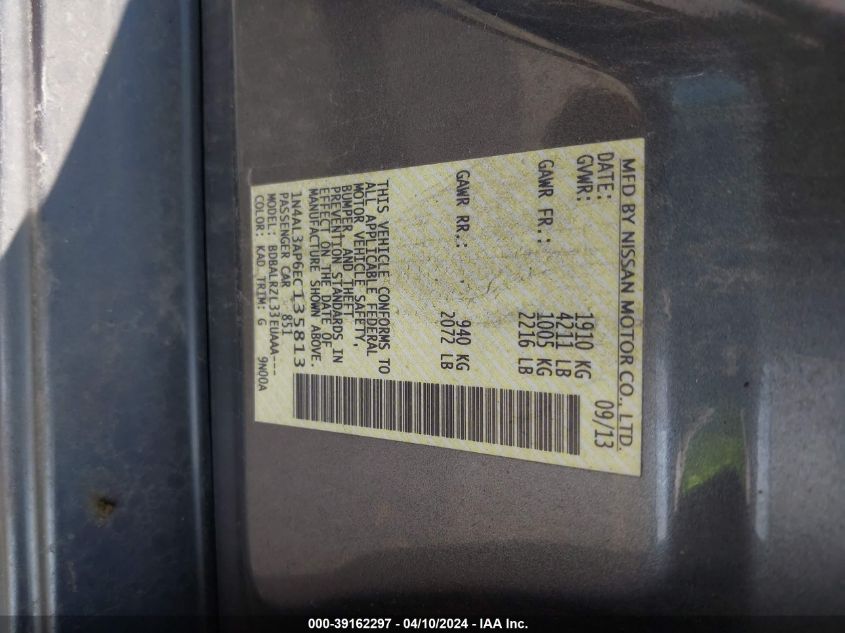 MFD BY NISSAN MOTOR CO., LTD.
DATE: 09/13
GVWR: 1910 KG
4211 LB
GAWR FR.: 1005 KG
2216 LB
GAWR RR.: 940 KG
2072 LB
THIS VEHICLE CONFORMS TO
ALL APPLICABLE FEDERAL
MOTOR VEHICLE SAFETY,
BUMPER, AND THEFT
PREVENTION STANDARDS IN
EFFECT ON THE DATE OF
MANUFACTURE SHOWN ABOVE.
1N4AL3AP6EC135813
PASSENGER CAR 851
MODEL: BDBALRZL33EUAAA---
COLOR: KAD TRIM: G 9N00A
000-39162297 - 04/10/2024 - IAA Inc.